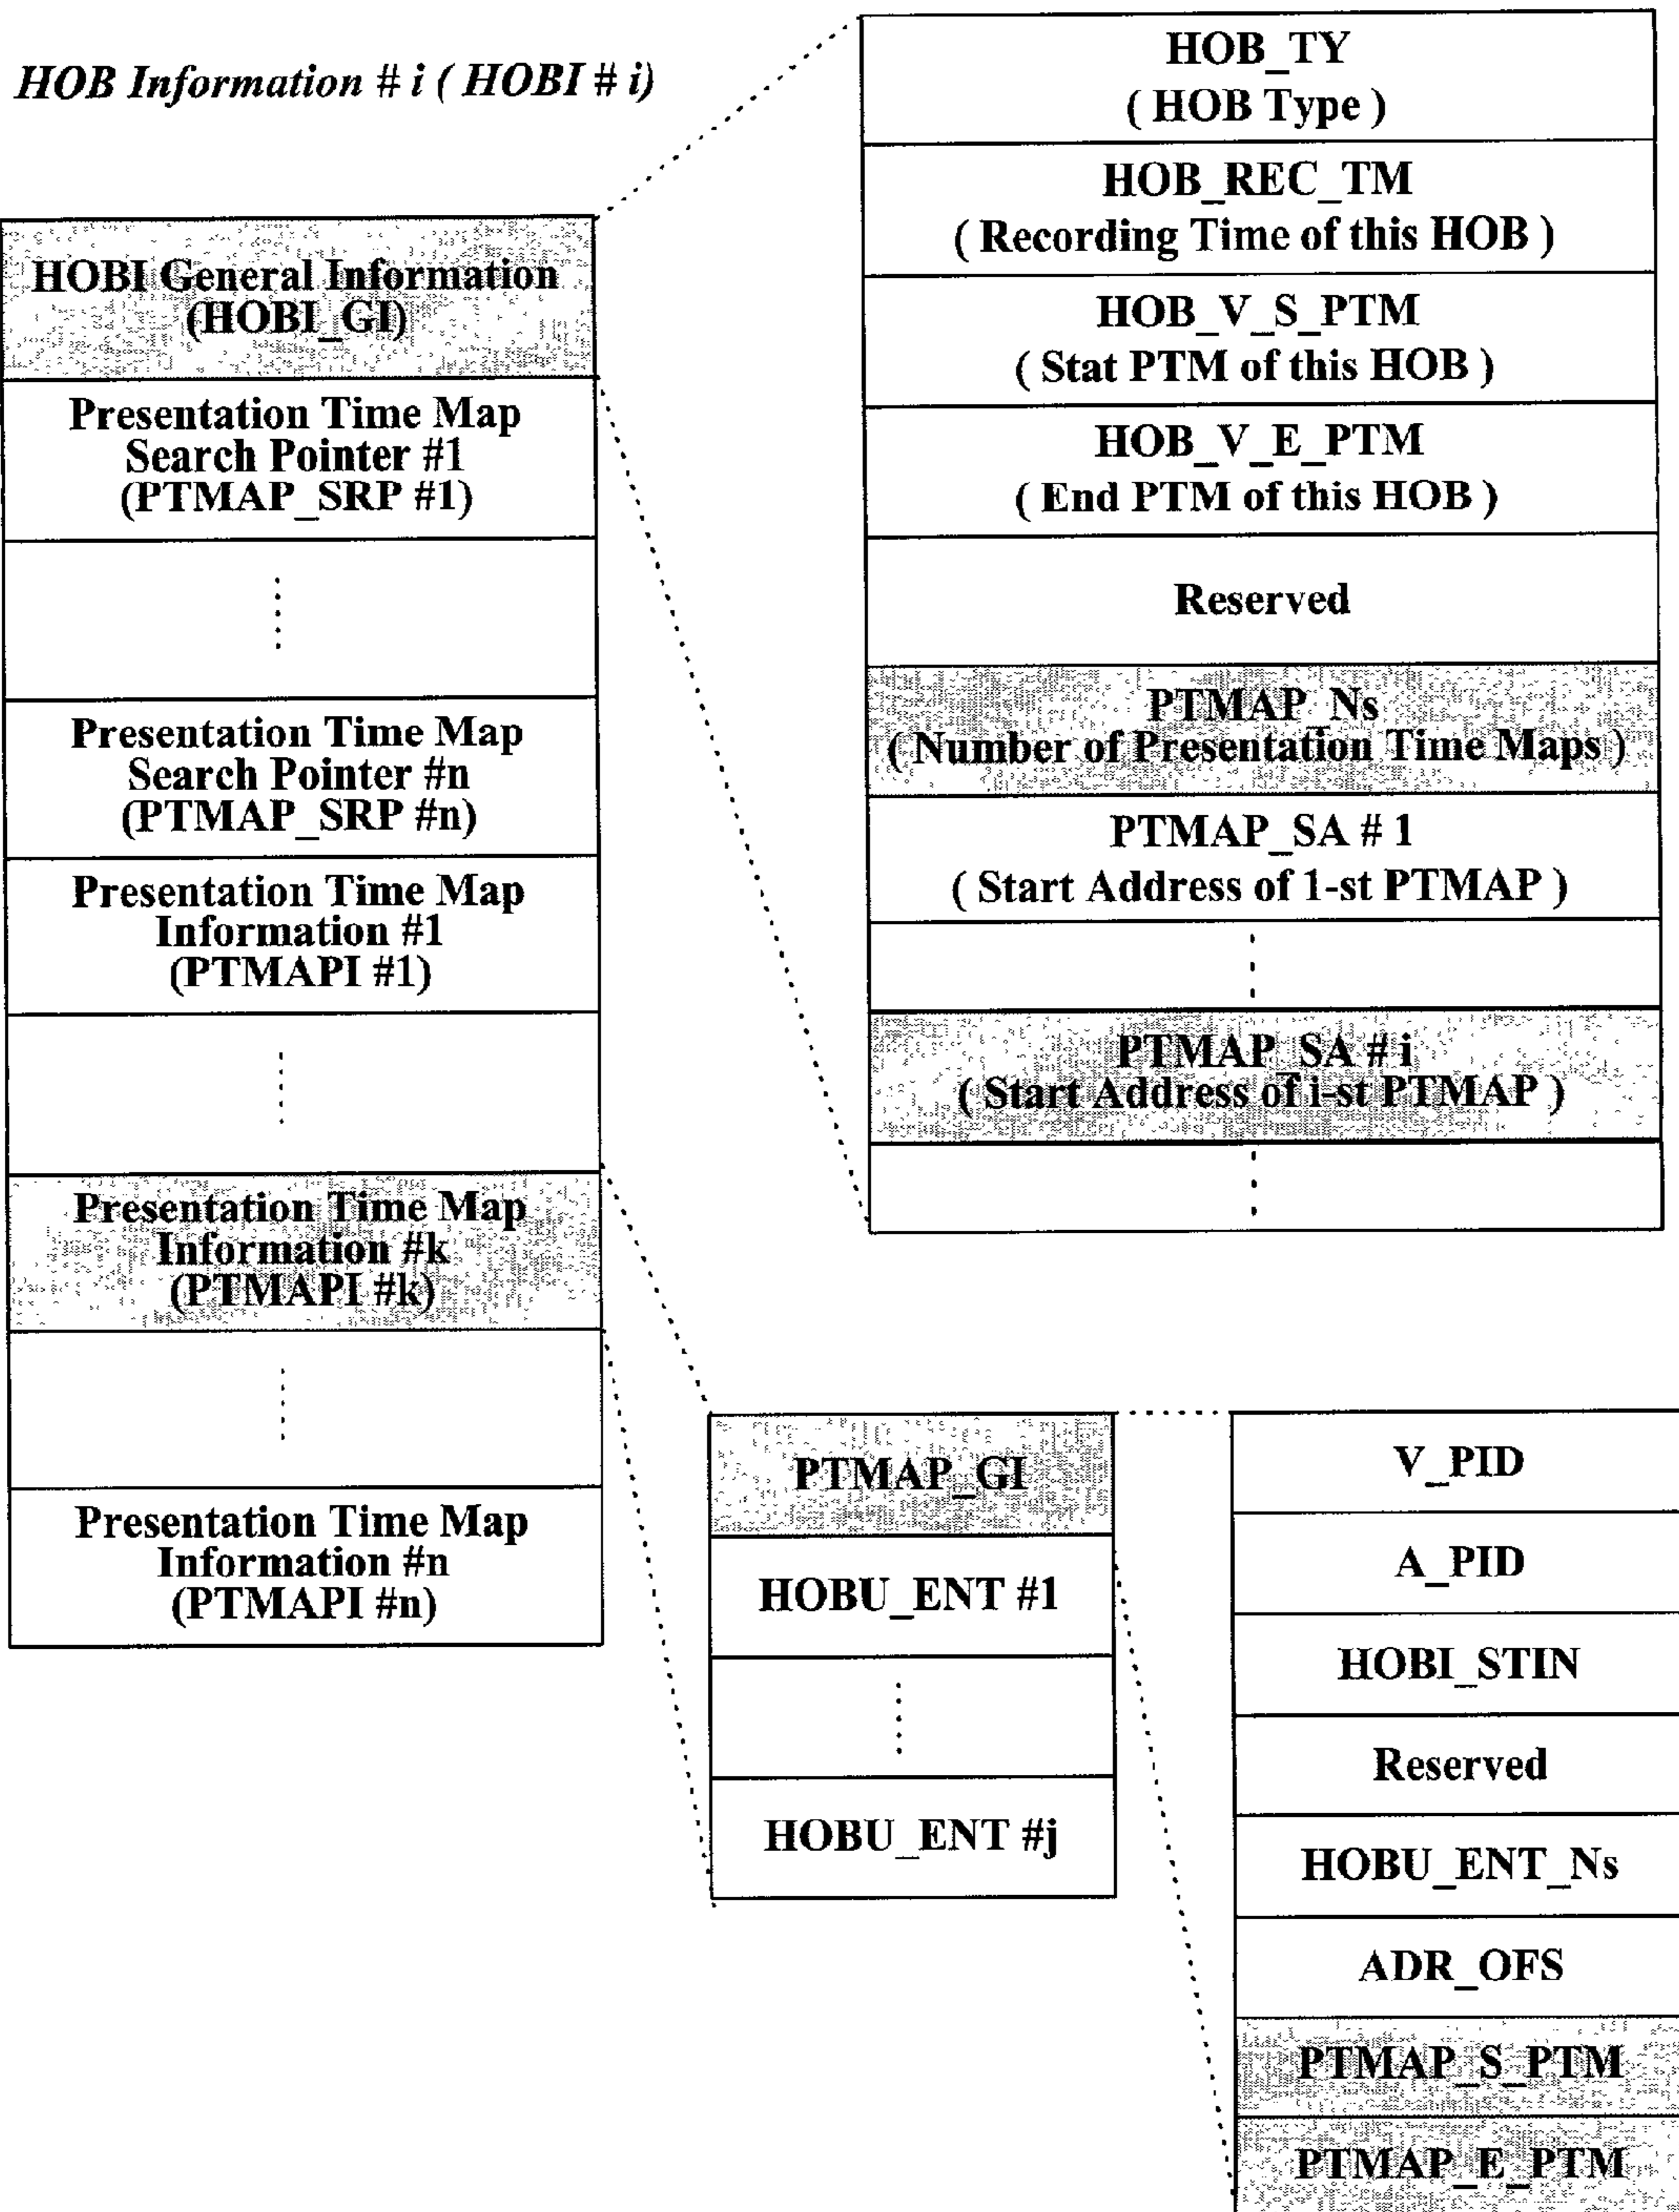 HOB Information # i ( HOBI # i)
HOBI General Information
(HOBI_GI)
Presentation Time Map
Search Pointer #1
(PTMAP_SRP #1)
Presentation Time Map
Search Pointer #n
(PTMAP_SRP #n)
Presentation Time Map
Information #1
(PTMAPI #1)
Presentation Time Map
Information #k
(PTMAPI #k)
Presentation Time Map
Information #n
(PTMAPI #n)
HOB_TY
( HOB Type )
HOB_REC_TM
( Recording Time of this HOB )
HOB_V_S_PTM
( Stat PTM of this HOB )
HOB_V_E_PTM
( End PTM of this HOB )
Reserved
PTMAP_Ns
( Number of Presentation Time Maps )
PTMAP_SA # 1
( Start Address of 1-st PTMAP )
PTMAP_SA # i
( Start Address of i-st PTMAP )
PTMAP_GI
HOBU_ENT #1
HOBU_ENT #j
V_PID
A_PID
HOBI_STIN
Reserved
HOBU_ENT_Ns
ADR_OFS
PTMAP_S_PTM
PTMAP_E_PTM